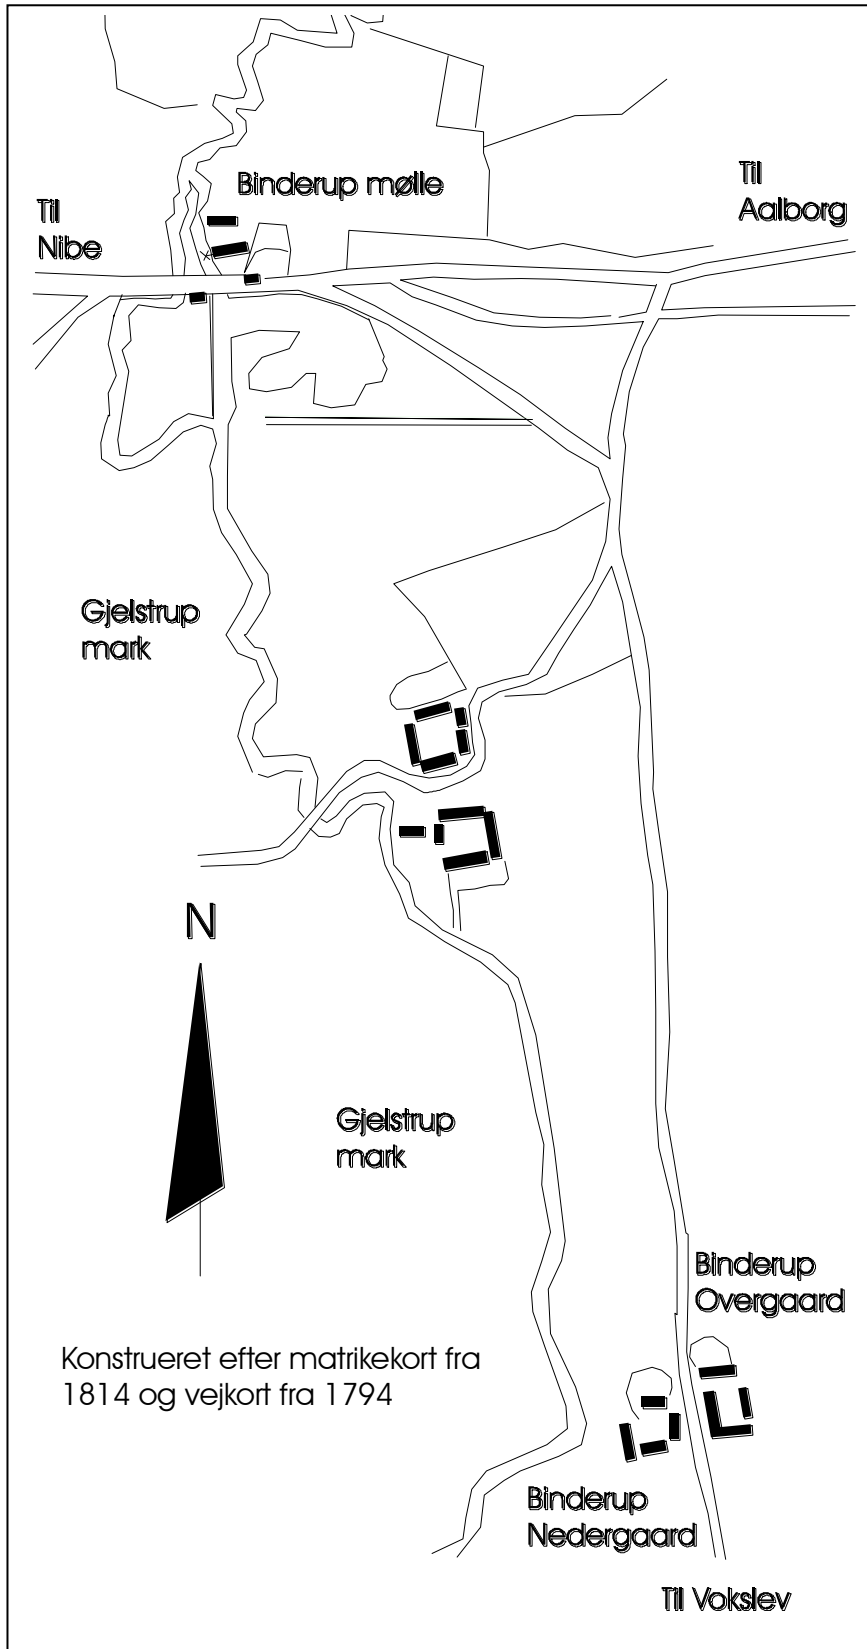 Binderup mølle
Til
Nibe
Til
Aalborg
Gjelstrup
mark
N
Gjelstrup
mark
Binderup
Overgaard
Konstrueret efter matrikekort fra
1814 og vejkort fra 1794
Binderup
Nedergaard
Til Vokslev